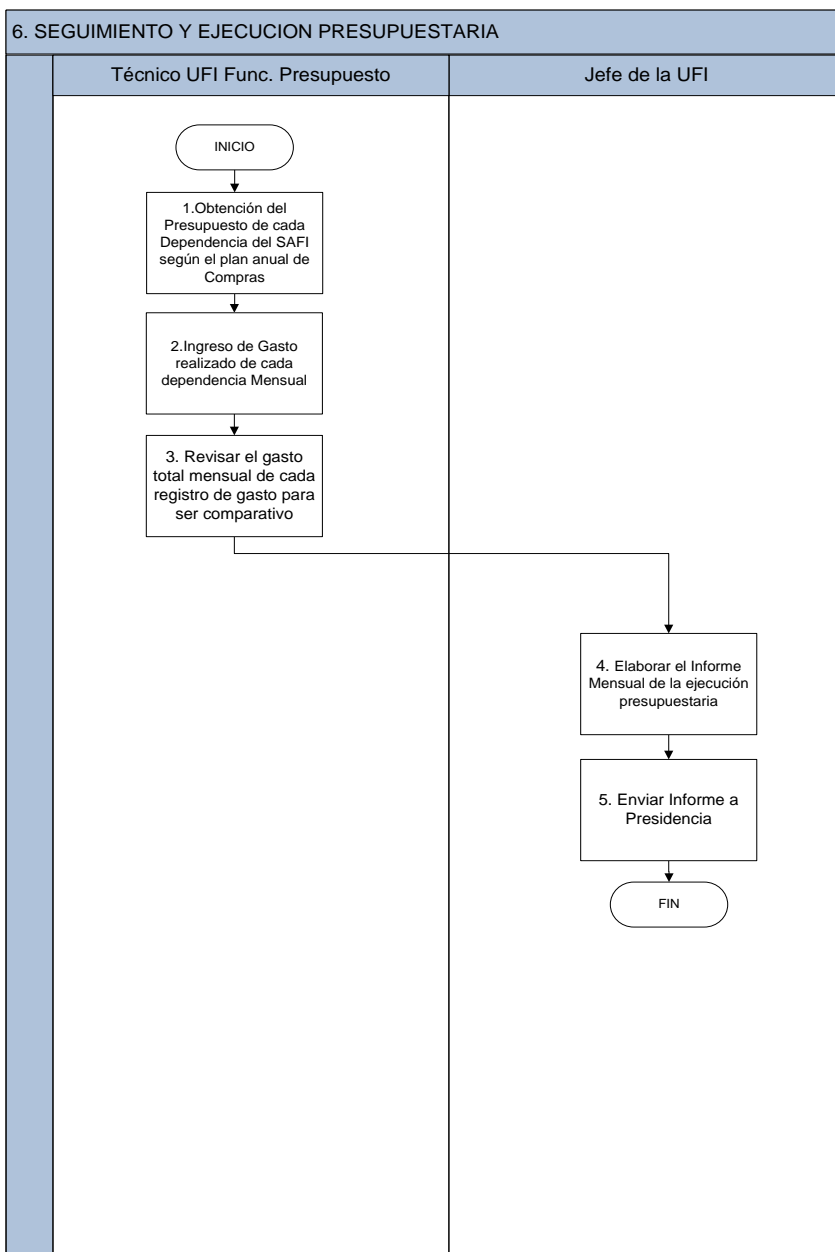 6. SEGUIMIENTO Y EJECUCION PRESUPUESTARIA
Técnico UFI Func. Presupuesto
Jefe de la UFI
INICIO
1.Obtención del
Presupuesto de cada
Dependencia del SAFI
según el plan anual de
Compras
2.Ingreso de Gasto
realizado de cada
dependencia Mensual
3. Revisar el gasto
total mensual de cada
registro de gasto para
ser comparativo
4. Elaborar el Informe
Mensual de la ejecución
presupuestaria
5. Enviar Informe a
Presidencia
FIN